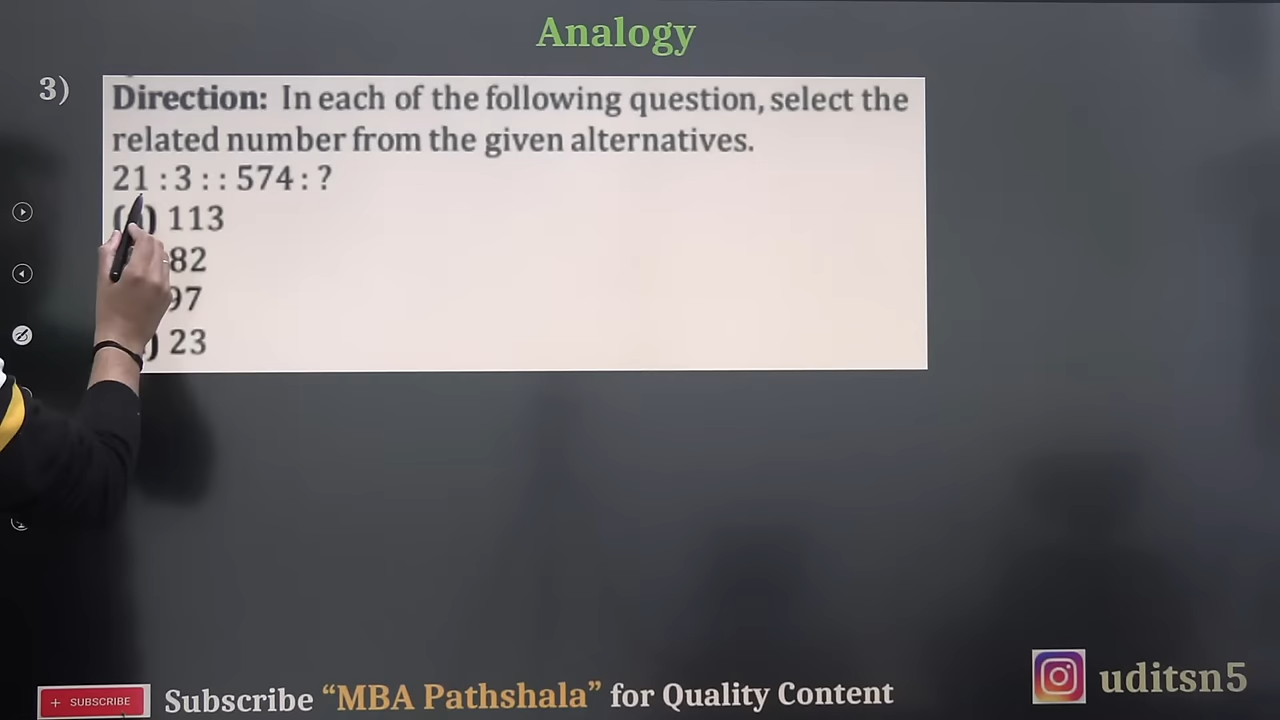 Analogy
3)
Direction: In each of the following question, select the
related number from the given alternatives.
21 : 3 : : 574 : ?
113
82
97
) 23
+ SUBSCRIBE
Subscribe “MBA Pathshala” for Quality Content
uditsn5